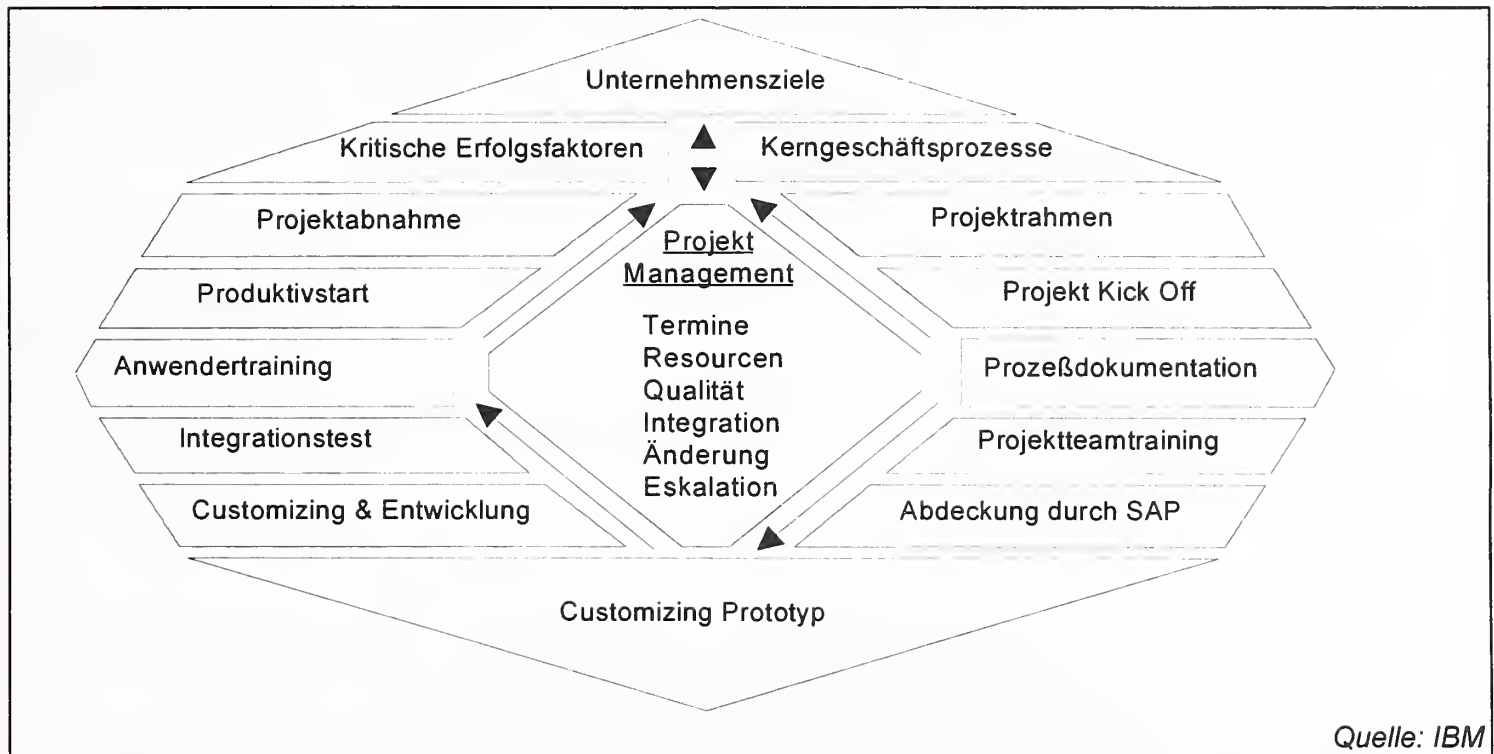 Unternehmensziele
Kritische Erfolgsfaktoren Kerngeschäftsprozesse
Projektabnahme Projektrahmen
Projekt
Management
Produktivstart Projekt Kick Off
Termine
Resourcen
Anwendertraining Prozeßdokumentation
Qualität
Integration
Integrationstest Projektteamtraining
Änderung
Eskalation
Customizing & Entwicklung Abdeckung durch SAP
Customizing Prototyp
Quelle: IBM